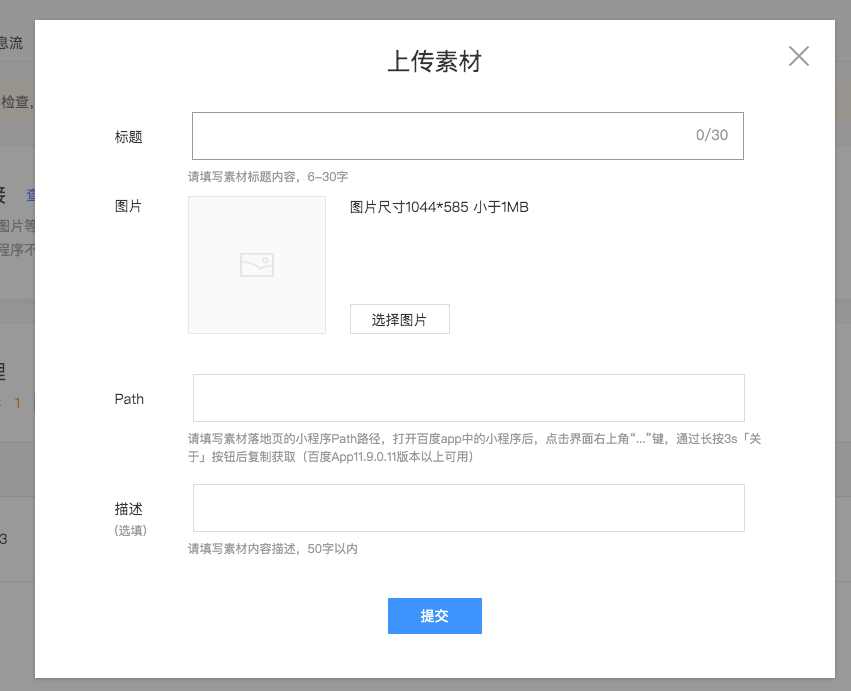 息流
上传素材
检查,
标题
0/30
请填写素材标题内容，6-30字
图片
图片尺寸1044*585 小于1MB
图片等
程序不
选择图片
理
1
Path
请填写素材落地页的小程序Path路径，打开百度app中的小程序后，点击界面右上角“...”键，通过长按3s「关
于」按钮后复制获取（百度App11.9.0.11版本以上可用）
描述
(选填)
3
请填写素材内容描述，50字以内
提交